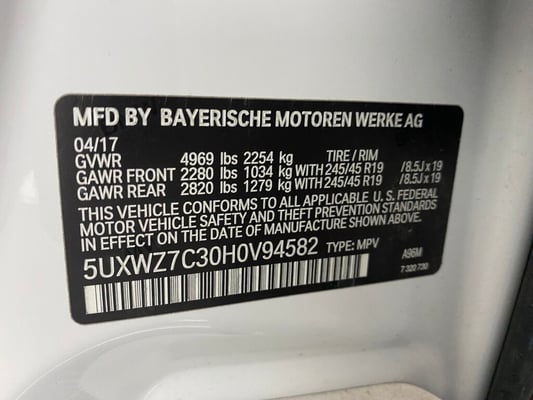 MFD BY BAYERISCHE MOTOREN WERKE AG
04/17
GVWR 4969 lbs 2254 kg TIRE / RIM
GAWR FRONT 2280 lbs 1034 kg WITH 245/45 R19 /8.5J x 19
GAWR REAR 2820 lbs 1279 kg WITH 245/45 R19 /8.5J x 19
THIS VEHICLE CONFORMS TO ALL APPLICABLE U. S. FEDERAL
MOTOR VEHICLE SAFETY AND THEFT PREVENTION STANDARDS
IN EFFECT ON THE DATE OF MANUFACTURE SHOWN ABOVE.
5UXWZ7C30H0V94582 TYPE: MPV A96MI
7 320 730